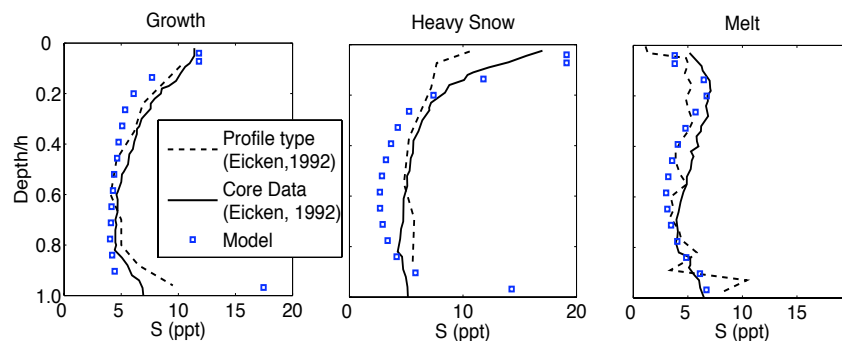 Growth
Heavy Snow
Melt
Depth/h
0
0.2
0.4
0.6
0.8
1.0
Profile type
(Eicken,1992)
Core Data
(Eicken, 1992)
Model
0 5 10 15 20
0 10 20
0 5 10 15
S (ppt)
S (ppt)
S (ppt)